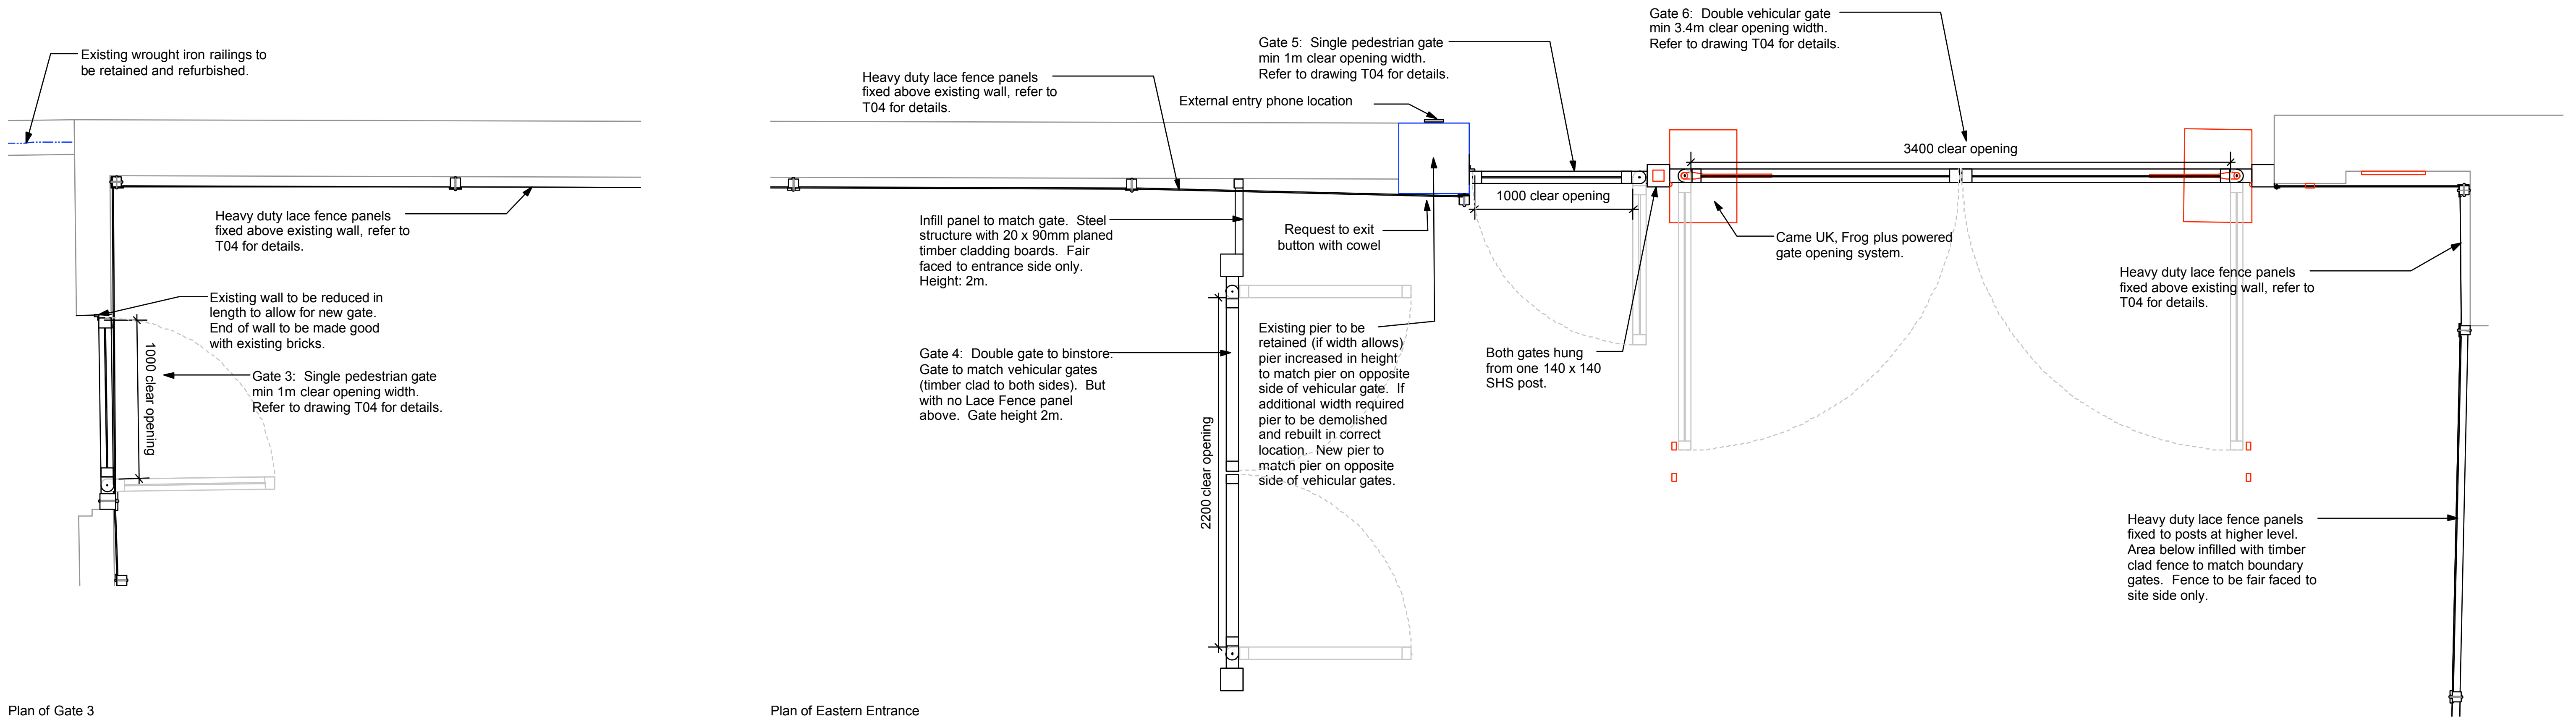 Existing wrought iron railings to
be retained and refurbished.
Heavy duty lace fence panels
fixed above existing wall, refer to
T04 for details.
Existing wall to be reduced in
length to allow for new gate.
End of wall to be made good
with existing bricks.
1000 clear opening
Gate 3:  Single pedestrian gate
min 1m clear opening width.
Refer to drawing T04 for details.
Plan of Gate 3
Heavy duty lace fence panels
fixed above existing wall, refer to
T04 for details.
Gate 5:  Single pedestrian gate
min 1m clear opening width.
Refer to drawing T04 for details.
External entry phone location
Gate 6:  Double vehicular gate
min 3.4m clear opening width.
Refer to drawing T04 for details.
3400 clear opening
1000 clear opening
Infill panel to match gate.  Steel
structure with 20 x 90mm planed
timber cladding boards.  Fair
faced to entrance side only.
Height: 2m.
Request to exit
button with cowel
Came UK, Frog plus powered
gate opening system.
Heavy duty lace fence panels
fixed above existing wall, refer to
T04 for details.
Gate 4:  Double gate to binstore.
Gate to match vehicular gates
(timber clad to both sides).  But
with no Lace Fence panel
above.  Gate height 2m.
2200 clear opening
Existing pier to be
retained (if width allows)
pier increased in height
to match pier on opposite
side of vehicular gate.  If
additional width required
pier to be demolished
and rebuilt in correct
location.  New pier to
match pier on opposite
side of vehicular gates.
Both gates hung
from one 140 x 140
SHS post.
Heavy duty lace fence panels
fixed to posts at higher level.
Area below infilled with timber
clad fence to match boundary
gates.  Fence to be fair faced to
site side only.
Plan of Eastern Entrance